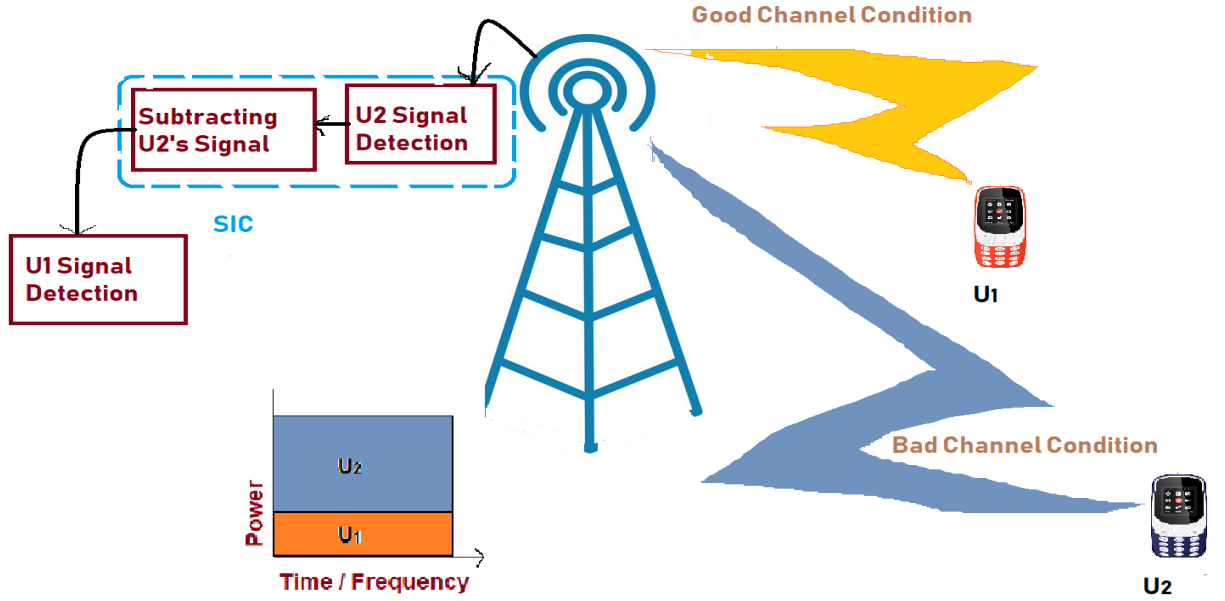 Good Channel Condition
Subtracting
U2's Signal
U2 Signal
Detection
SIC
U1 Signal
Detection
U1
Bad Channel Condition
U2
U2
U1
Power
Time / Frequency